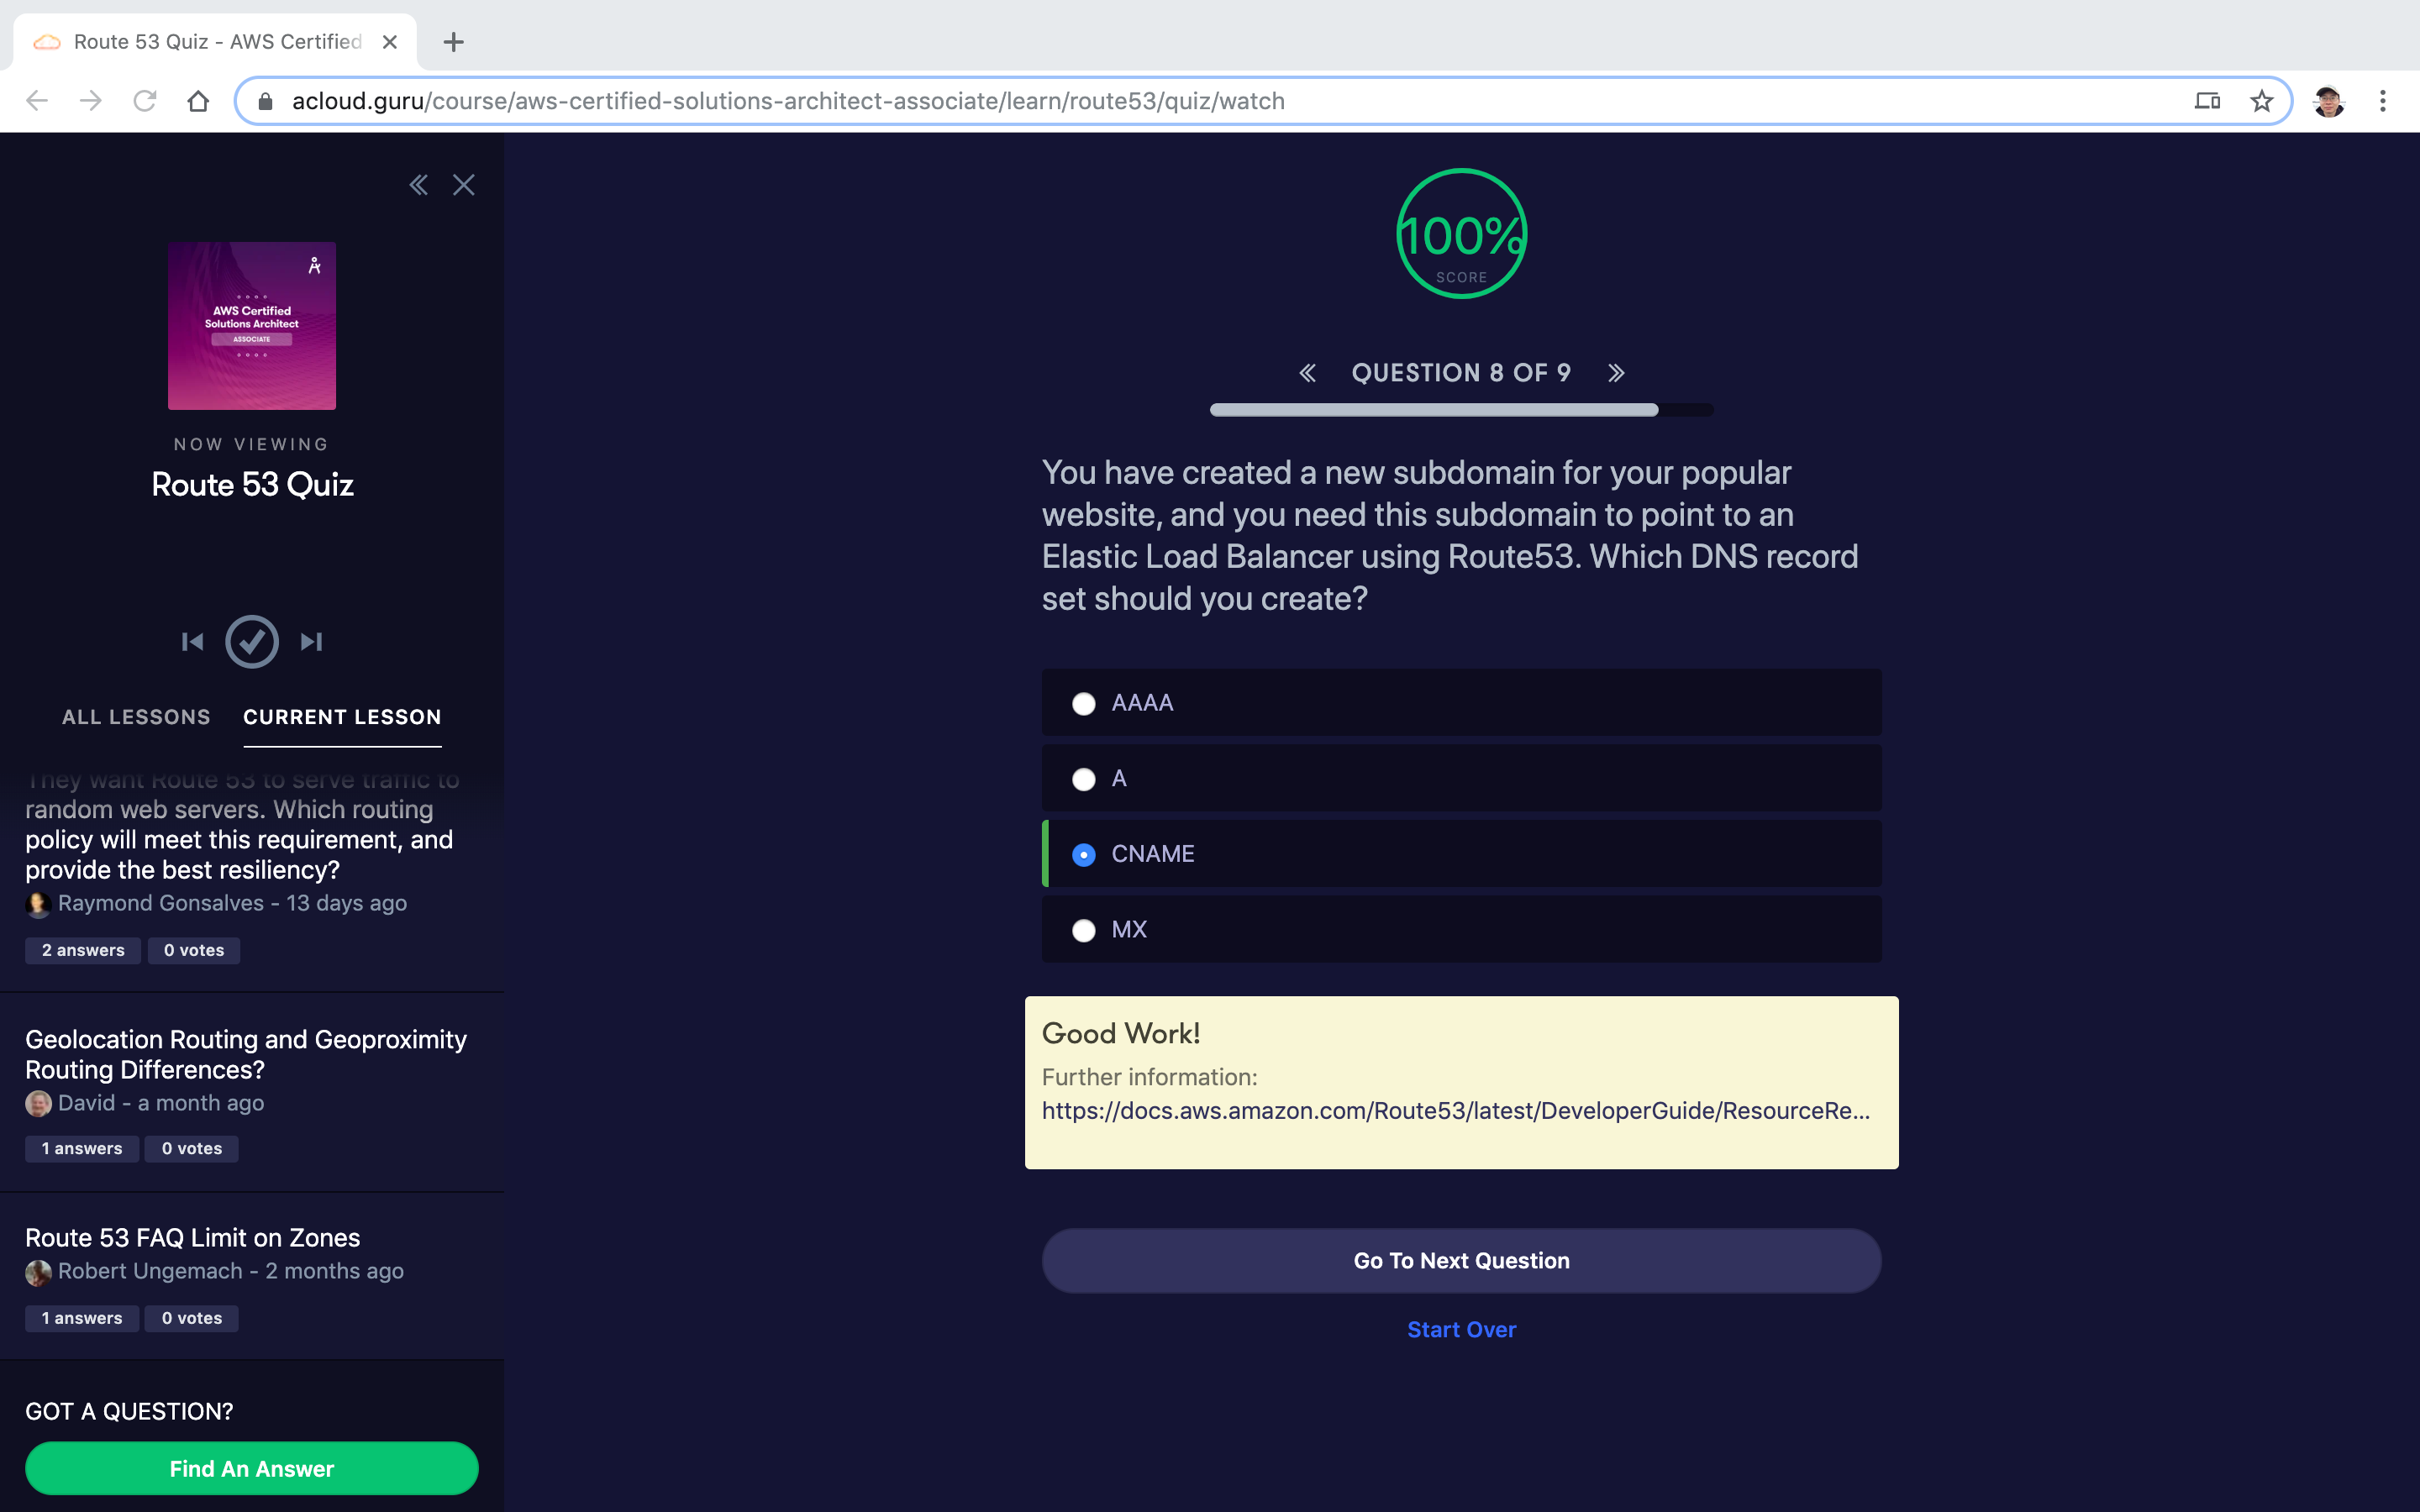 Route 53 Quiz - AWS Certified
acloud.guru/course/aws-certified-solutions-architect-associate/learn/route53/quiz/watch
AWS Certified
Solutions Architect
ASSOCIATE
NOW VIEWING
Route 53 Quiz
ALL LESSONS
CURRENT LESSON
They want Route 53 to serve traffic to
random web servers. Which routing
policy will meet this requirement, and
provide the best resiliency?
Raymond Gonsalves - 13 days ago
2 answers
0 votes
Geolocation Routing and Geoproximity
Routing Differences?
David - a month ago
1 answers
0 votes
Route 53 FAQ Limit on Zones
Robert Ungemach - 2 months ago
1 answers
0 votes
GOT A QUESTION?
Find An Answer
100%
SCORE
QUESTION 8 OF 9
You have created a new subdomain for your popular
website, and you need this subdomain to point to an
Elastic Load Balancer using Route53. Which DNS record
set should you create?
AAAA
A
CNAME
MX
Good Work!
Further information:
https://docs.aws.amazon.com/Route53/latest/DeveloperGuide/ResourceRe...
Go To Next Question
Start Over